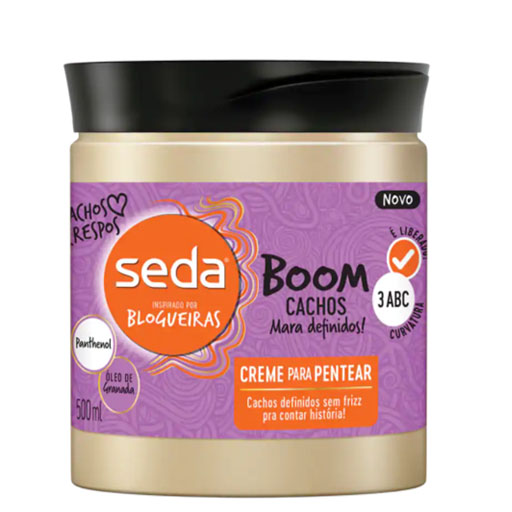 Novo
CACHOS
CRESPOS
seda
INSPIRADO POR
BLOGUEIRAS
BOOM
CACHOS
Mara definidos!
É LIBERADO!
3 ABC
CURVATURA
Panthenol
ÓLEO DE
Granada
500 ml
CREME PARA PENTEAR
Cachos definidos sem frizz
pra contar história!